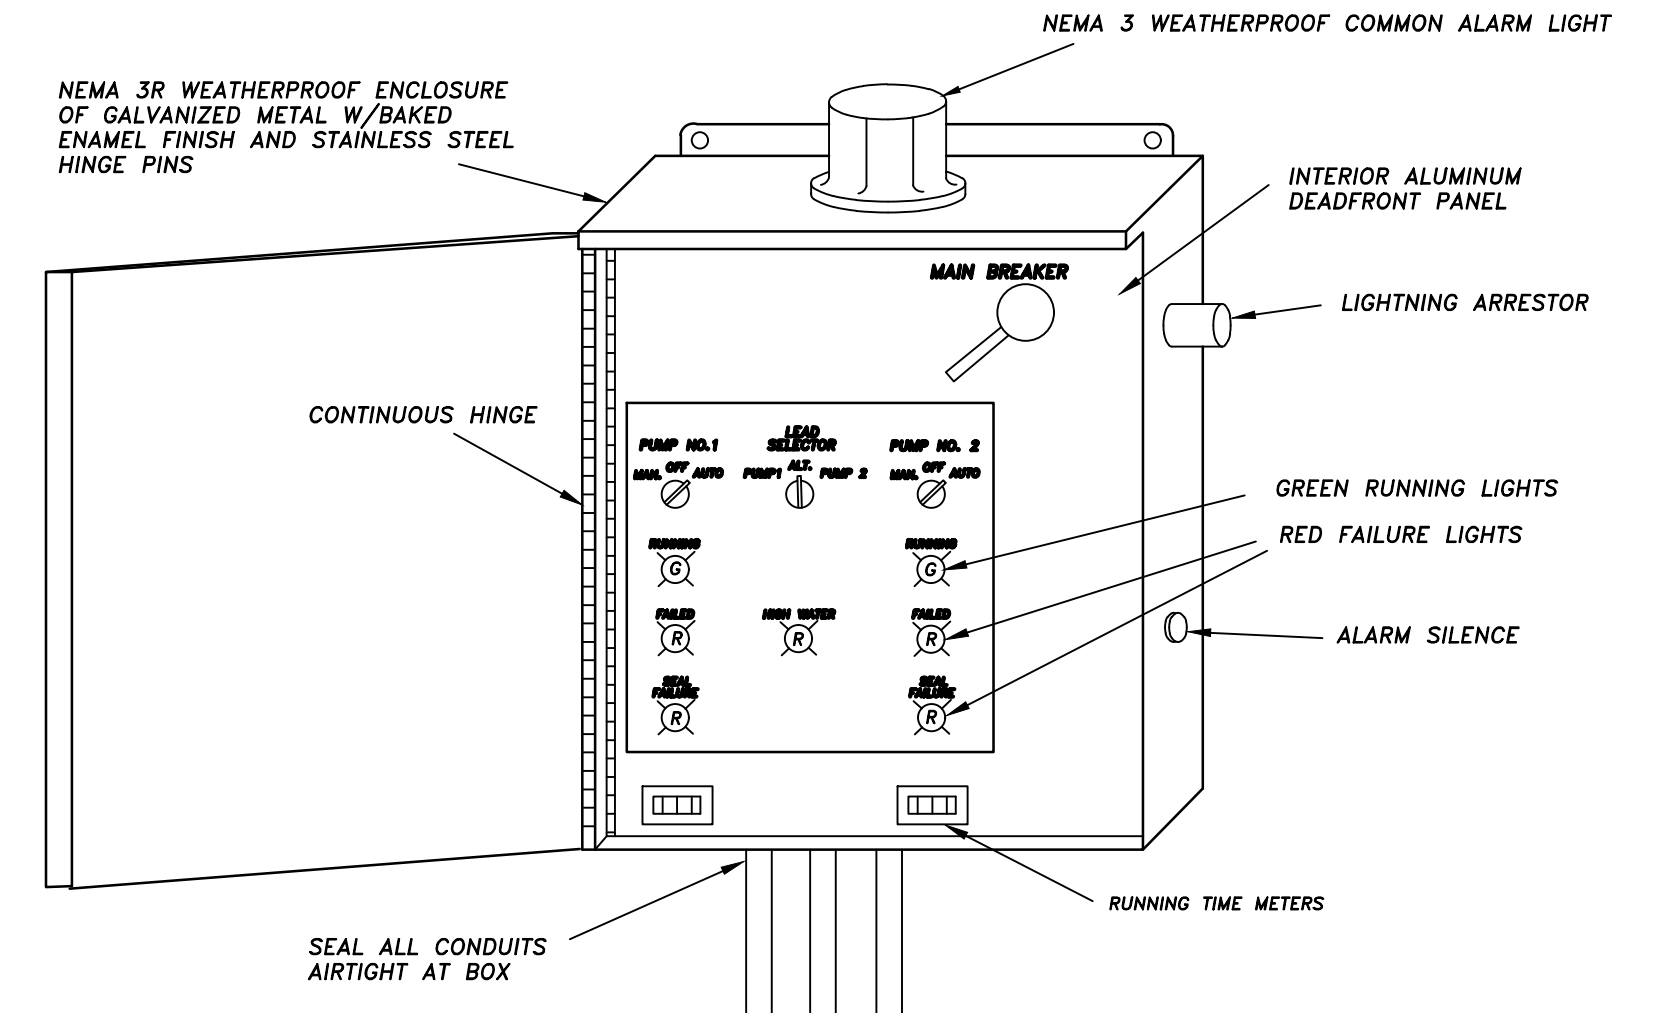 NEMA 3 WEATHERPROOF COMMON ALARM LIGHT
NEMA 3R WEATHERPROOF ENCLOSURE
OF GALVANIZED METAL W/BAKED
ENAMEL FINISH AND STAINLESS STEEL
HINGE PINS
INTERIOR ALUMINUM
DEADFRONT PANEL
MAIN BREAKER
LIGHTNING ARRESTOR
CONTINUOUS HINGE
LEAD
SELECTOR
PUMP NO.1
PUMP NO. 2
MAN. OFF AUTO
PUMP1 ALT. PUMP 2
MAN. OFF AUTO
GREEN RUNNING LIGHTS
RED FAILURE LIGHTS
RUNNING
G
RUNNING
G
FAILED
R
HIGH WATER
R
FAILED
R
ALARM SILENCE
SEAL
FAILURE
R
SEAL
FAILURE
R
RUNNING TIME METERS
SEAL ALL CONDUITS
AIRTIGHT AT BOX